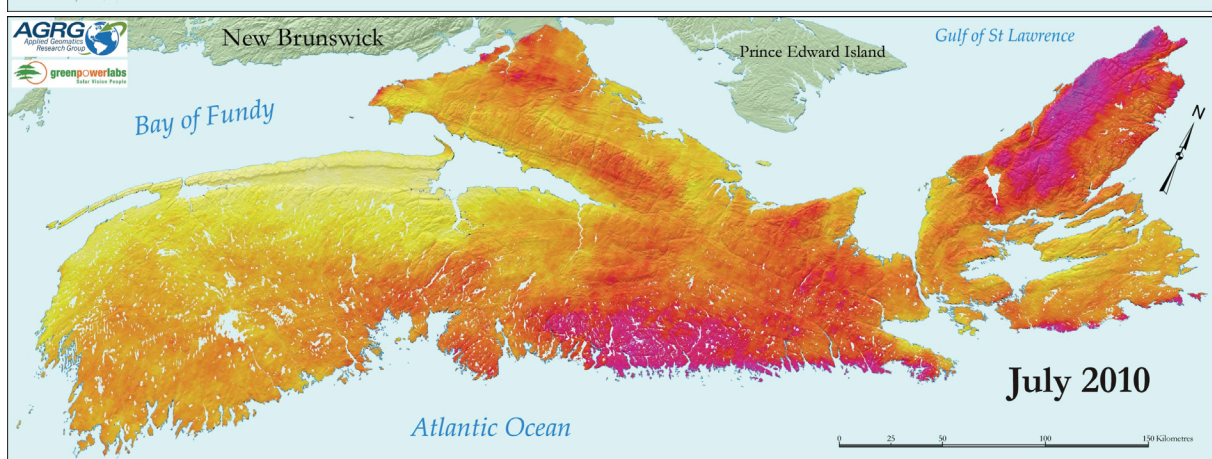 AGRG
Applied Geomatics
Research Group
greenpowerlabs
Solar Vision People
New Brunswick
Prince Edward Island
Gulf of St Lawrence
Bay of Fundy
N
July 2010
Atlantic Ocean
0 25 50 100 150 Kilometres